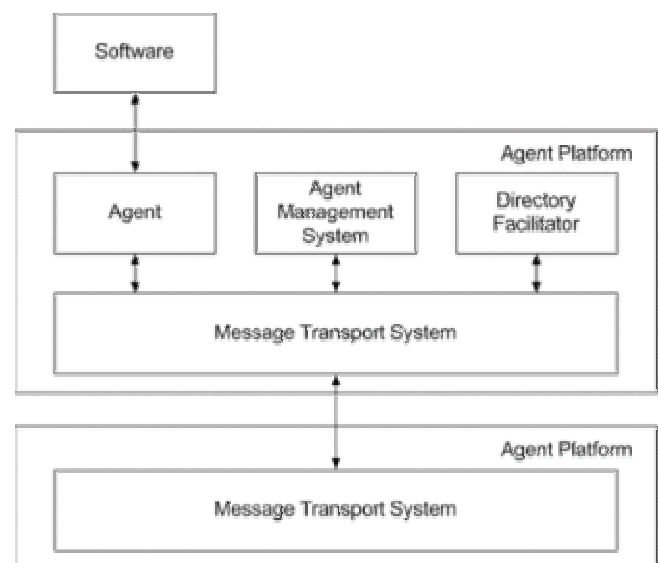 Software
Agent Platform
Agent
Agent
Management
System
Directory
Facilitator
Message Transport System
Agent Platform
Message Transport System